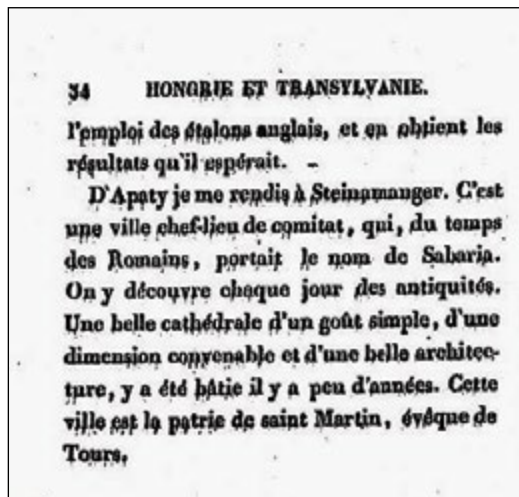 34 HONGRIE ET TRANSYLVANIE.
l'emploi des étalons anglais, et en obtient les
résultats qu'il espérait. –
D'Apaty je me rendis à Steinamanger. C'est
une ville chef-lieu de comitat, qui, du temps
des Romains, portait le nom de Sabaria.
On y découvre chaque jour des antiquités.
Une belle cathédrale d'un goût simple, d'une
dimension convenable et d'une belle architec-
ture, y a été bâtie il y a peu d'années. Cette
ville est la patrie de saint Martin, évêque de
Tours.